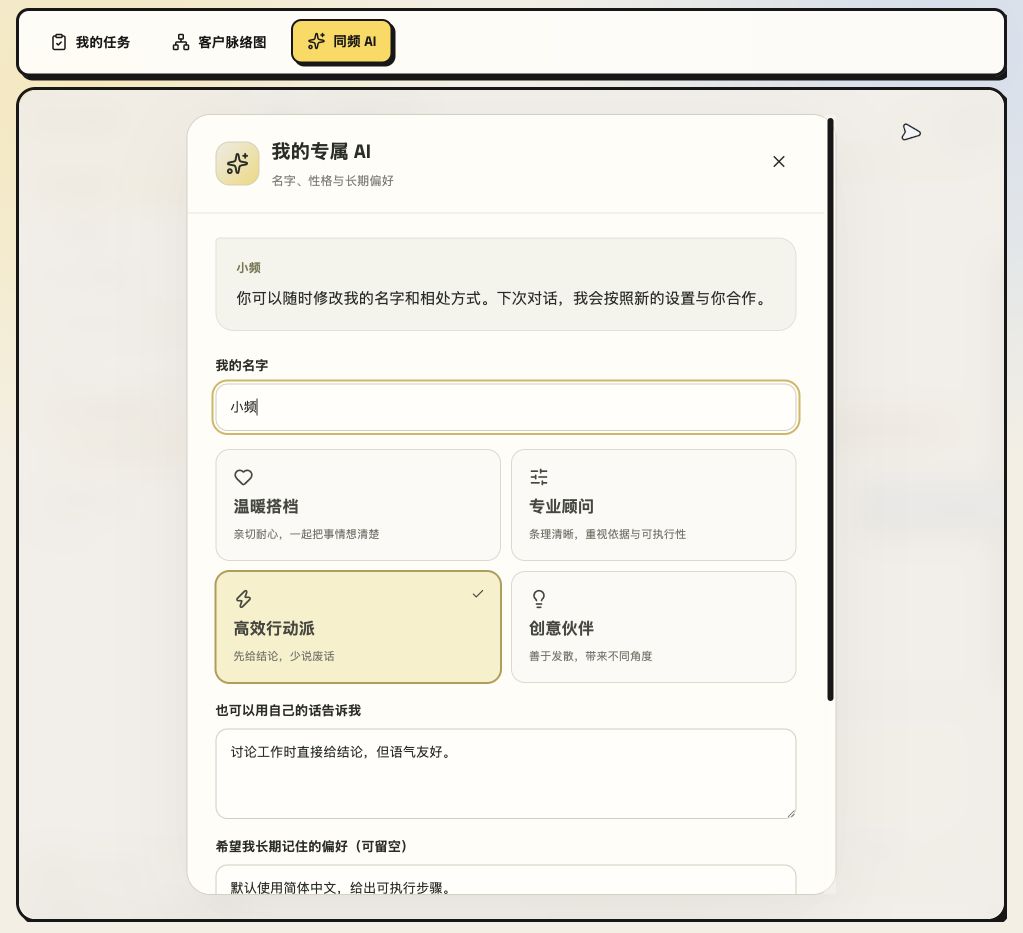 我的任务
客户脉络图
同频 AI
我的专属 AI
名字、性格与长期偏好
小频
你可以随时修改我的名字和相处方式。下次对话，我会按照新的设置与你合作。
我的名字
小频
温暖搭档
亲切耐心，一起把事情想清楚
专业顾问
条理清晰，重视依据与可执行性
高效行动派
先给结论，少说废话
创意伙伴
善于发散，带来不同角度
也可以用自己的话告诉我
讨论工作时直接给结论，但语气友好。
希望我长期记住的偏好（可留空）
默认使用简体中文，给出可执行步骤。